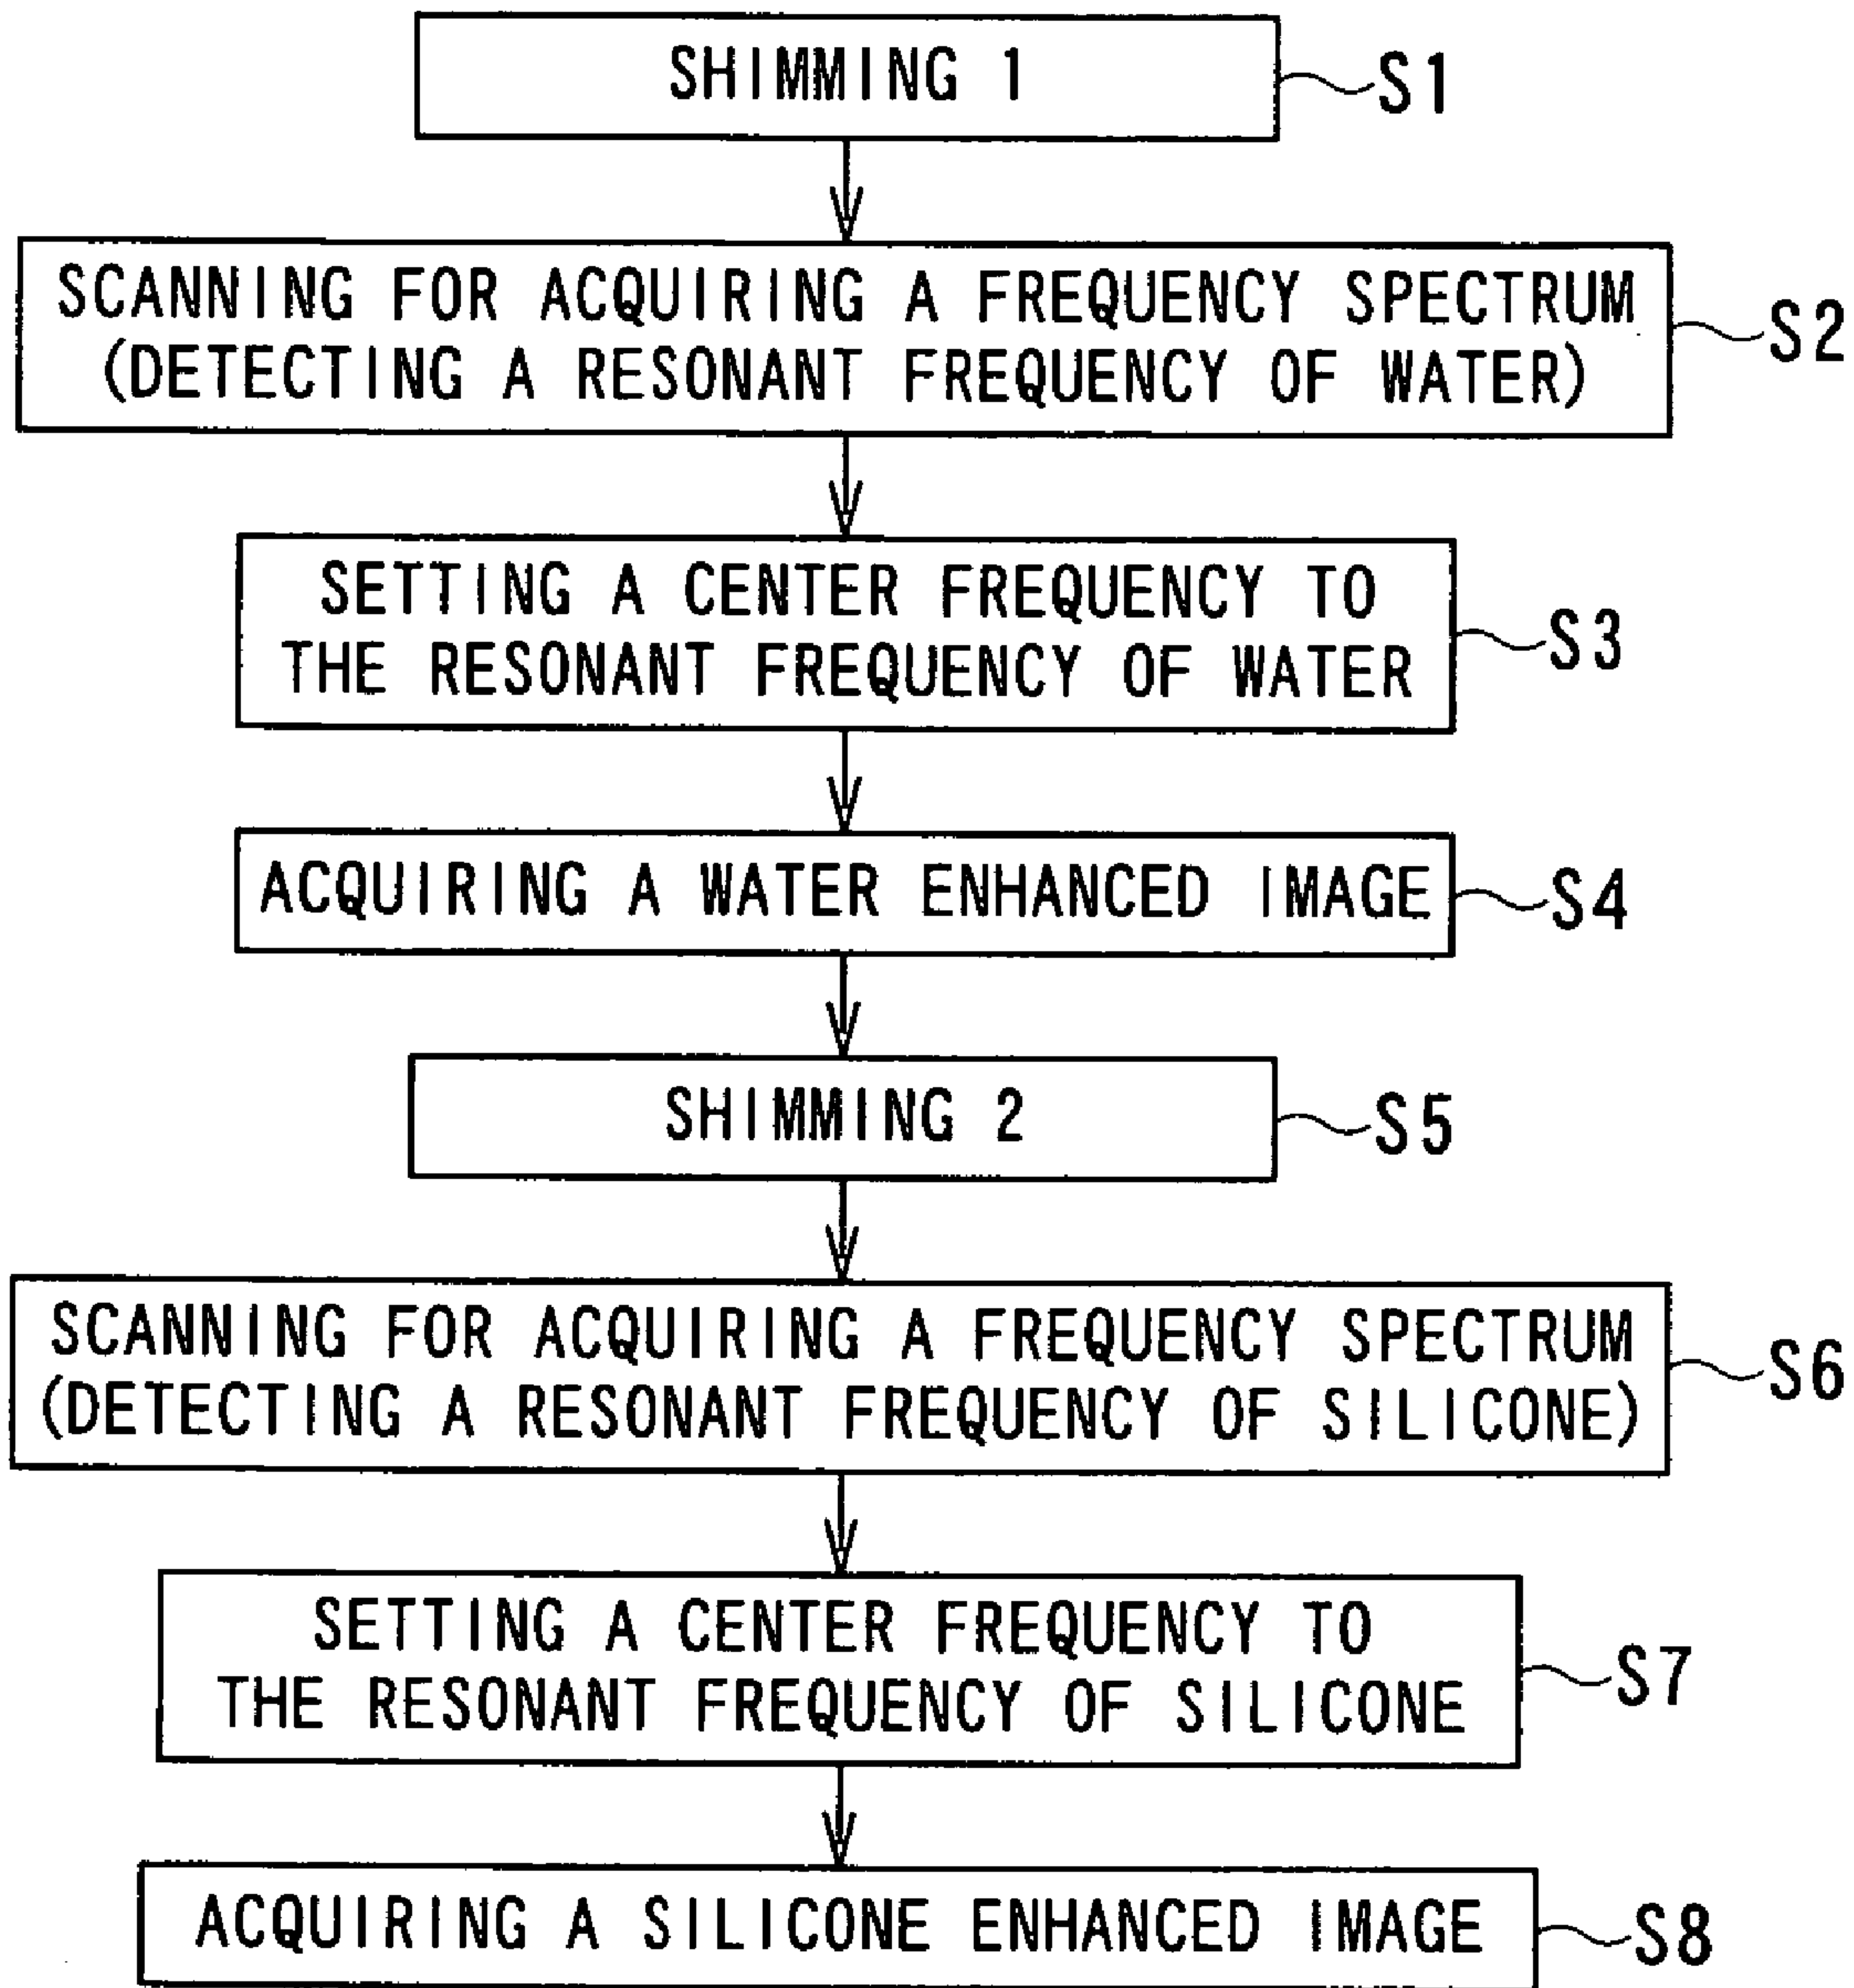 SHIMMING 1
S1
SCANNING FOR ACQUIRING A FREQUENCY SPECTRUM
(DETECTING A RESONANT FREQUENCY OF WATER)
S2
SETTING A CENTER FREQUENCY TO
THE RESONANT FREQUENCY OF WATER
S3
ACQUIRING A WATER ENHANCED IMAGE
S4
SHIMMING 2
S5
SCANNING FOR ACQUIRING A FREQUENCY SPECTRUM
(DETECTING A RESONANT FREQUENCY OF SILICONE)
S6
SETTING A CENTER FREQUENCY TO
THE RESONANT FREQUENCY OF SILICONE
S7
ACQUIRING A SILICONE ENHANCED IMAGE
S8